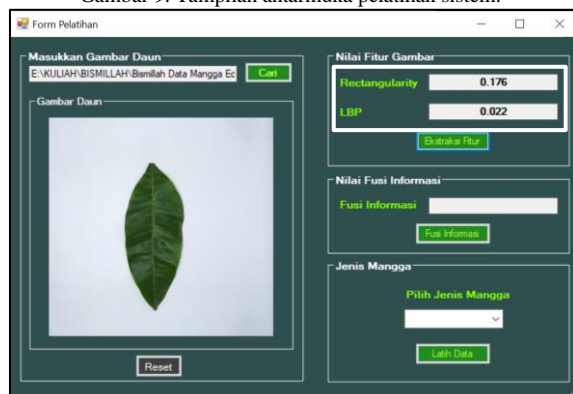 Gambar 9. Tampilan antarmuka pelatihan sistem.
Form Pelatihan
Masukkan Gambar Daun
E:\KULIAH\BISMILLAH\Bismillah Data Mangga Ec
Cari
Gambar Daun
Reset
Nilai Fitur Gambar
Rectangularity 0.176
LBP 0.022
Ekstraksi Fitur
Nilai Fusi Informasi
Fusi Informasi
Fusi Informasi
Jenis Mangga
Pilih Jenis Mangga
Latih Data